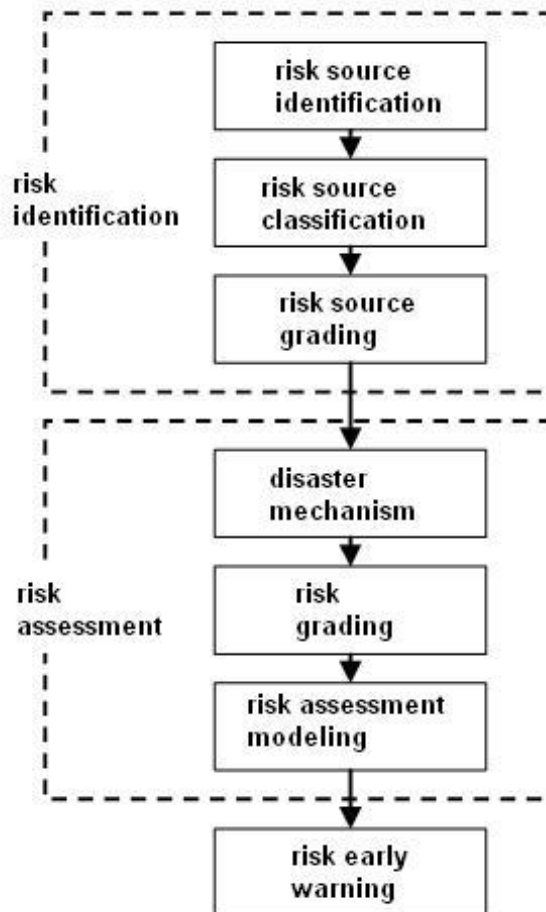 risk source
identification
risk
identification
risk source
classification
risk source
grading
disaster
mechanism
risk
assessment
risk
grading
risk assessment
modeling
risk early
warning